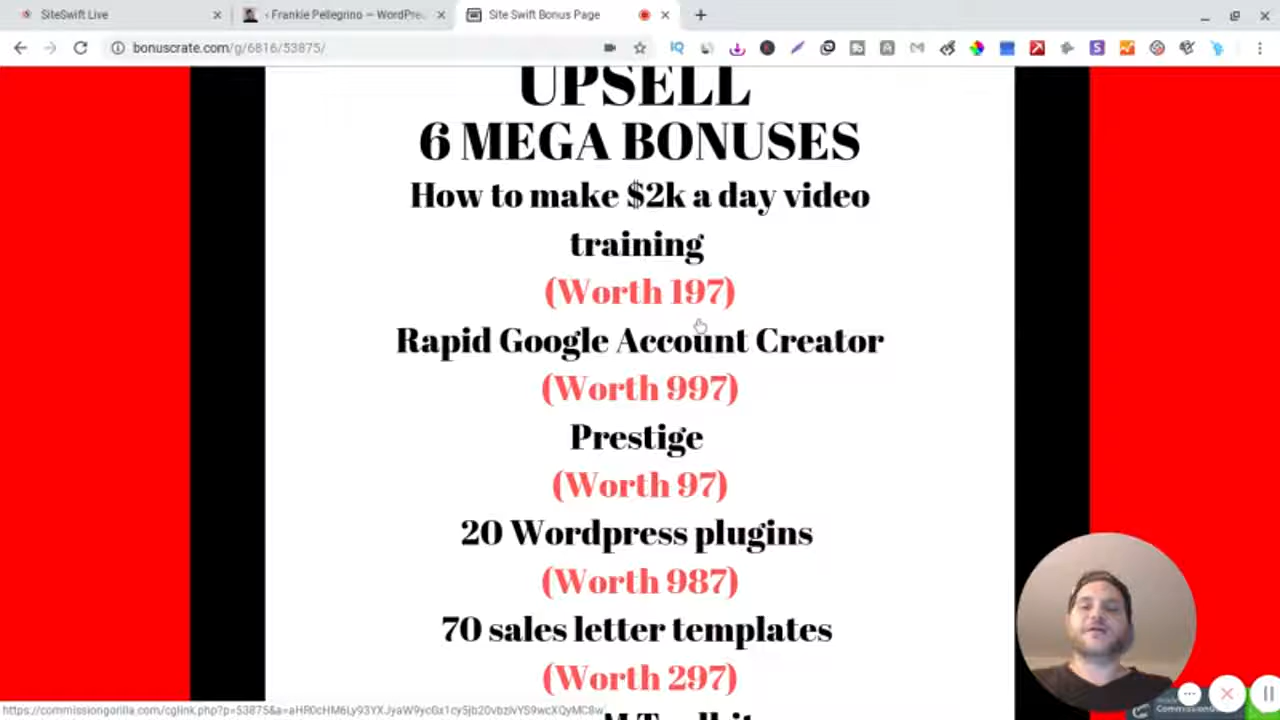 SiteSwift Live
‹ Frankie Pellegrino — WordPre
Site Swift Bonus Page
bonuscrate.com/g/6816/53875/
UPSELL
6 MEGA BONUSES
How to make $2k a day video
training
(Worth 197)
Rapid Google Account Creator
(Worth 997)
Prestige
(Worth 97)
20 Wordpress plugins
(Worth 987)
70 sales letter templates
(Worth 297)